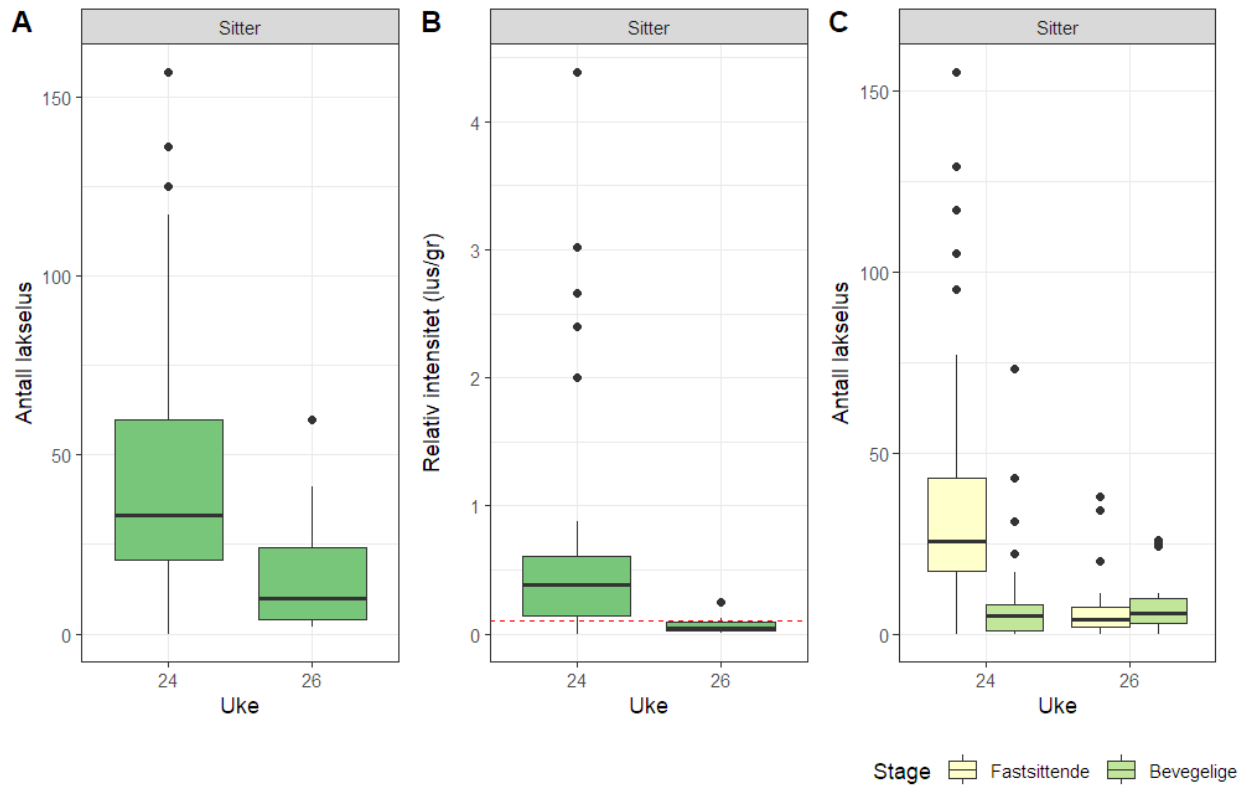 A
Sitter
Antall lakselus
150
100
50
0
24
26
Uke
B
Sitter
Relativ intensitet (lus/gr)
4
3
2
1
0
24
26
Uke
C
Sitter
Antall lakselus
150
100
50
0
24
26
Uke
Stage Fastsittende Bevegelige